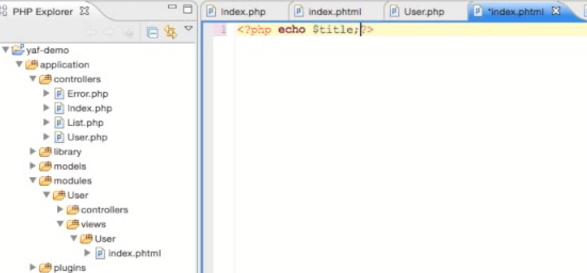 PHP Explorer
Index.php
index.phtml
User.php
*index.phtml
yaf-demo
application
controllers
Error.php
Index.php
List.php
User.php
library
models
modules
User
controllers
views
User
index.phtml
plugins
1 <?php echo $title;?>